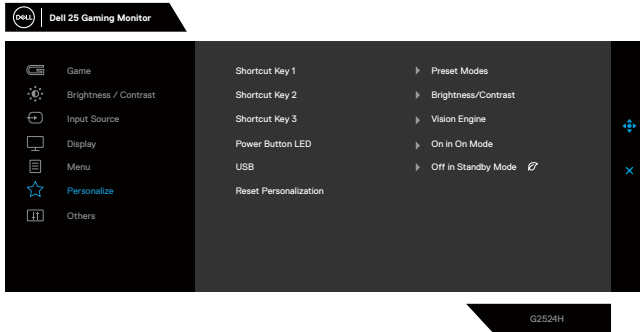 DELL
Dell 25 Gaming Monitor
Game
Shortcut Key 1 Preset Modes
Brightness / Contrast
Shortcut Key 2 Brightness/Contrast
Input Source
Shortcut Key 3 Vision Engine
Display
Power Button LED On in On Mode
Menu
USB Off in Standby Mode
Personalize
Reset Personalization
Others
G2524H